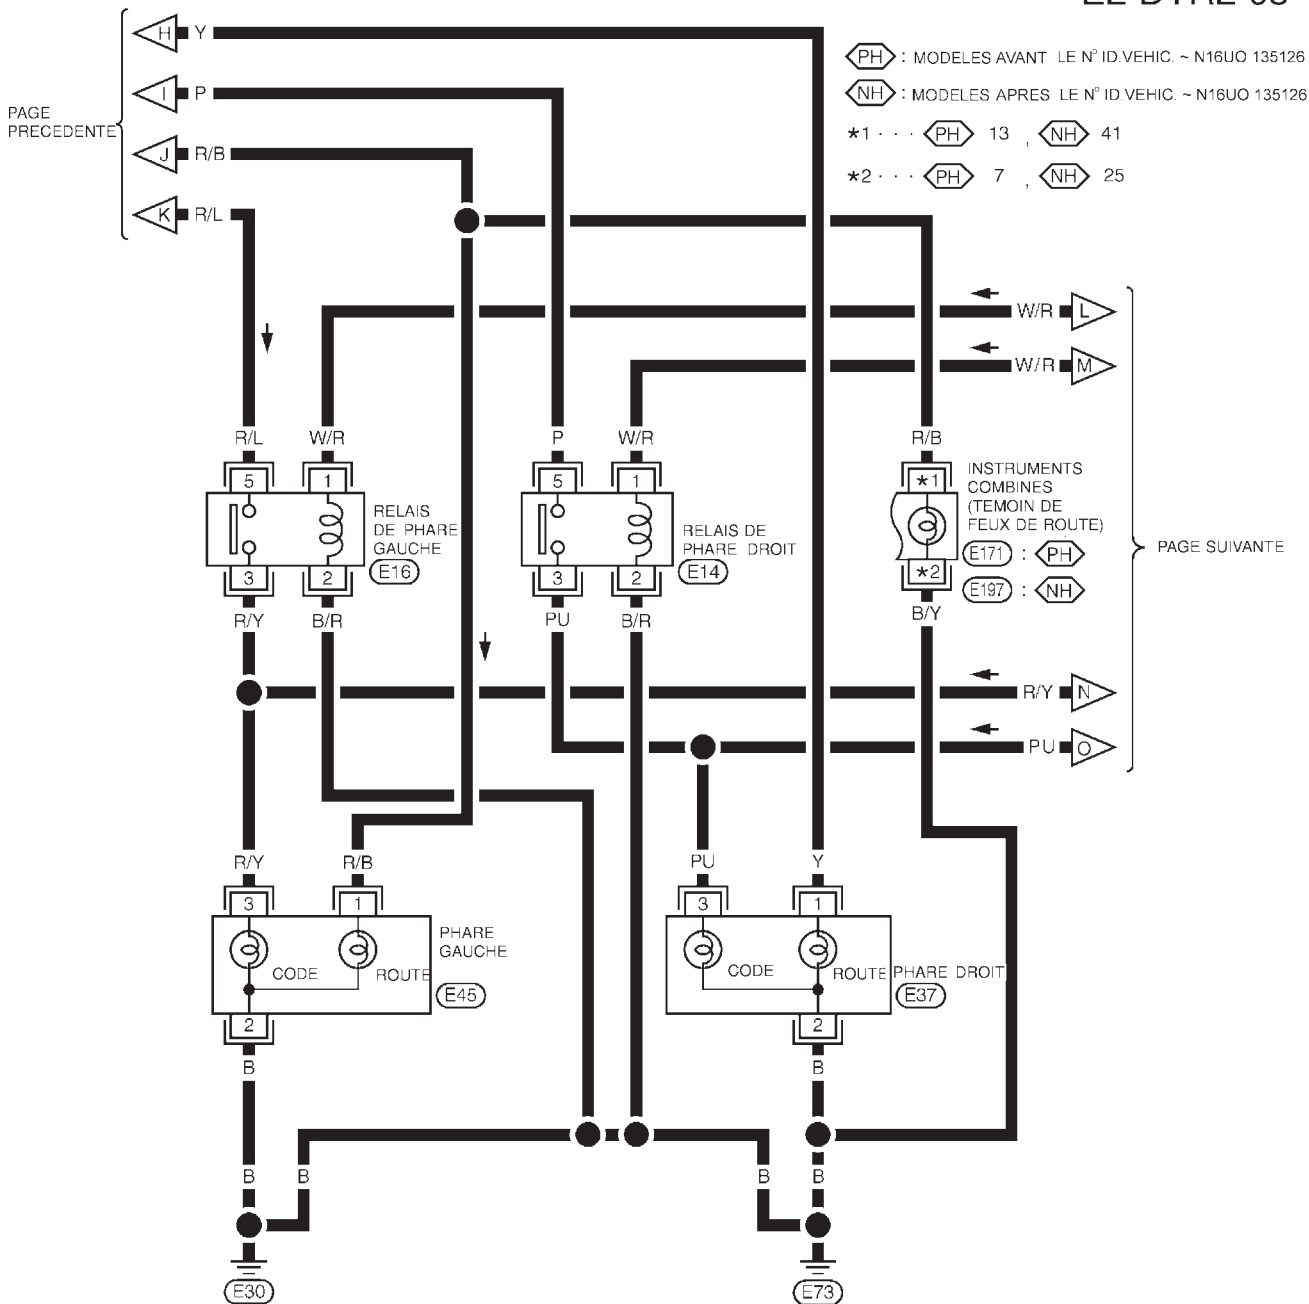 H Y
PH : MODELES AVANT LE N° ID.VEHIC. ~ N16UO 135126
I P
NH : MODELES APRES LE N° ID.VEHIC. ~ N16UO 135126
PAGE
PRECEDENTE
*1 · · · PH 13 , NH 41
J R/B
*2 · · · PH 7 , NH 25
K R/L
W/R L
W/R M
R/L W/R P W/R R/B
5 1 5 1 *1
INSTRUMENTS
COMBINES
(TEMOIN DE
FEUX DE ROUTE)
E171 : PH
E197 : NH
RELAIS
DE PHARE
GAUCHE
E16
RELAIS DE
PHARE DROIT
E14
PAGE SUIVANTE
3 2 3 2 *2
R/Y B/R PU B/R B/Y
R/Y N
PU O
R/Y R/B PU Y
3 1 3 1
PHARE
GAUCHE
CODE ROUTE
E45
CODE ROUTE PHARE DROIT
E37
2 2
B B
B B B B
E30 E73